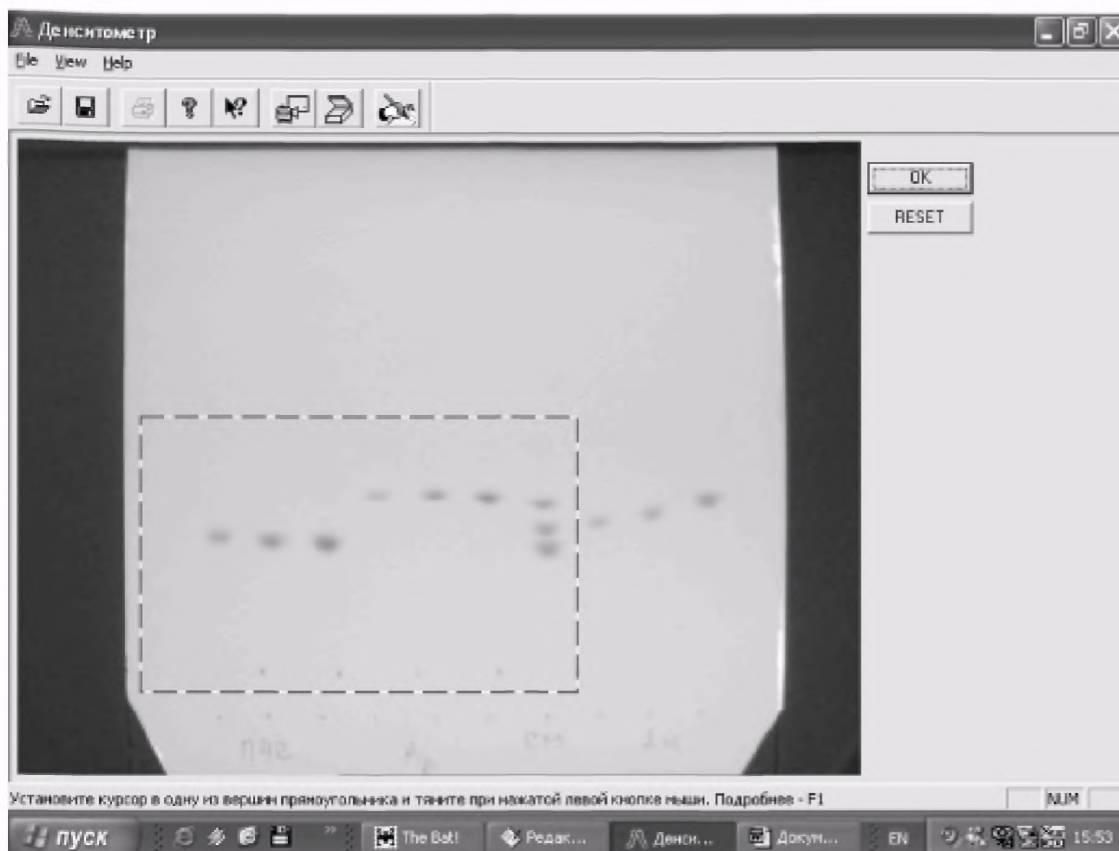 Денситометр
File View Help
OK
RESET
Установите курсор в одну из вершин прямоугольника и тяните при нажатой левой кнопке мыши. Подробнее - F1
NUM
пуск
The Bat!
Редак...
Денси...
Докум...
EN
15:53